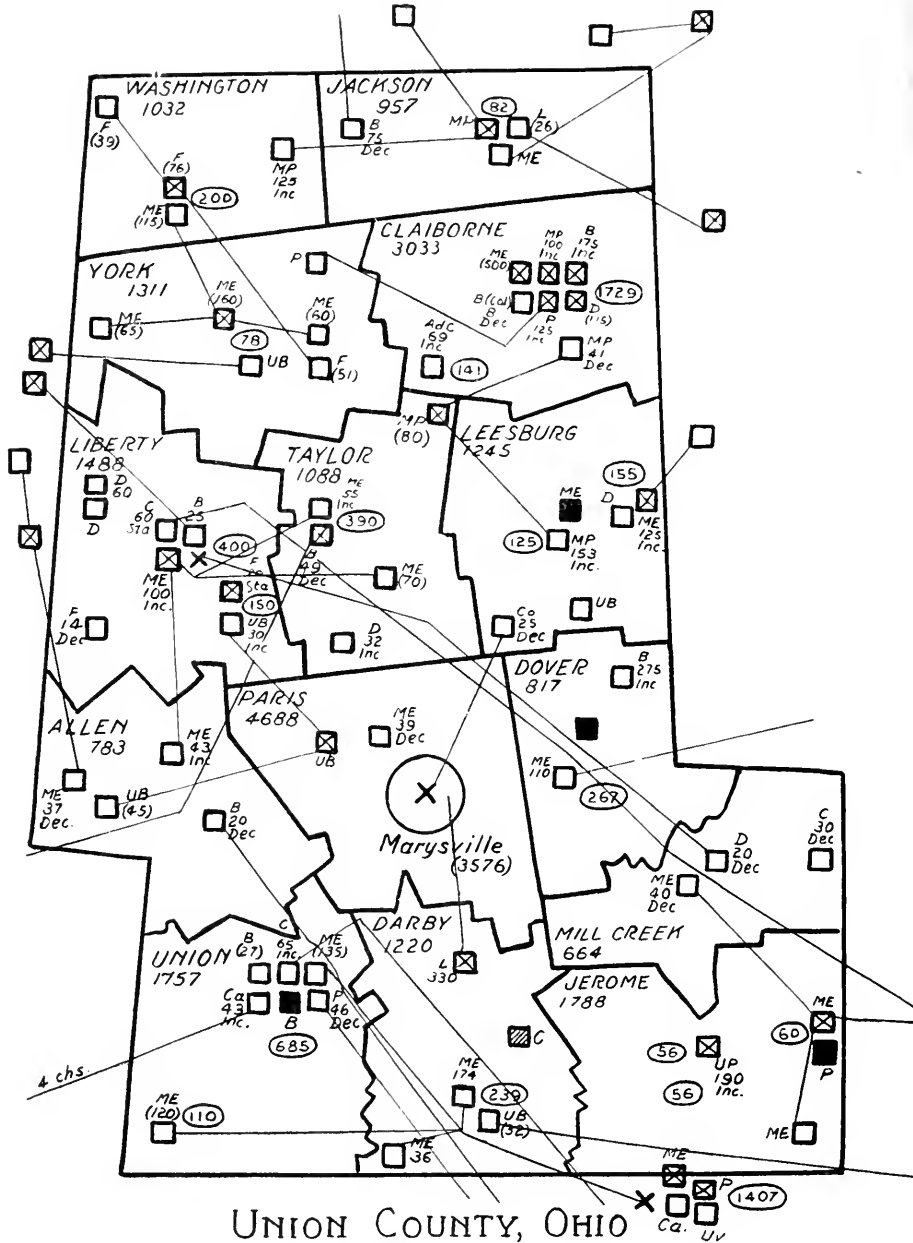 WASHINGTON
1032
F
(39)
F
(76)
200
ME
(115)
MP
125
Inc
JACKSON
957
B
75
Dec
82
L
(26)
ME
YORK
1311
P
ME
(65)
ME
(160)
78
UB
ME
(60)
F
(51)
CLAIBORNE
3033
ME
(500)
MP
100
Inc
B
175
Inc
1729
B (Col)
8
Dec
P
125
Inc
D
(115)
AdC
69
Inc
141
MP
41
Dec
LIBERTY
1488
D
60
D
C
60
Sta
B
25
400
ME
100
Inc.
Sta
150
UB
30
Inc
F
14
Dec
TAYLOR
1088
ME
55
Inc
390
B
49
Dec
ME
(70)
D
32
Inc
MP
(80)
LEESBURG
1245
155
ME
D
ME
125
Inc
125
MP
153
Inc.
UB
Co
25
Dec
ALLEN
783
ME
43
Inc
ME
37
Dec.
UB
(45)
B
20
Dec
PARIS
4688
UB
ME
39
Dec
Marysville
(3576)
DOVER
817
B
275
Inc
ME
110
267
D
20
Dec
C
30
Dec
ME
40
Dec
MILL CREEK
664
UNION
1757
B
(27)
C
65
Inc.
ME
(135)
Ca
43
Inc.
B
P
46
Dec.
685
4 chs.
ME
(120)
110
DARBY
1220
L
330
C
ME
174
239
UB
(32)
ME
36
JEROME
1788
56
UP
190
Inc.
56
ME
60
P
ME
ME
P
1407
Ca.
UV
UNION COUNTY, OHIO